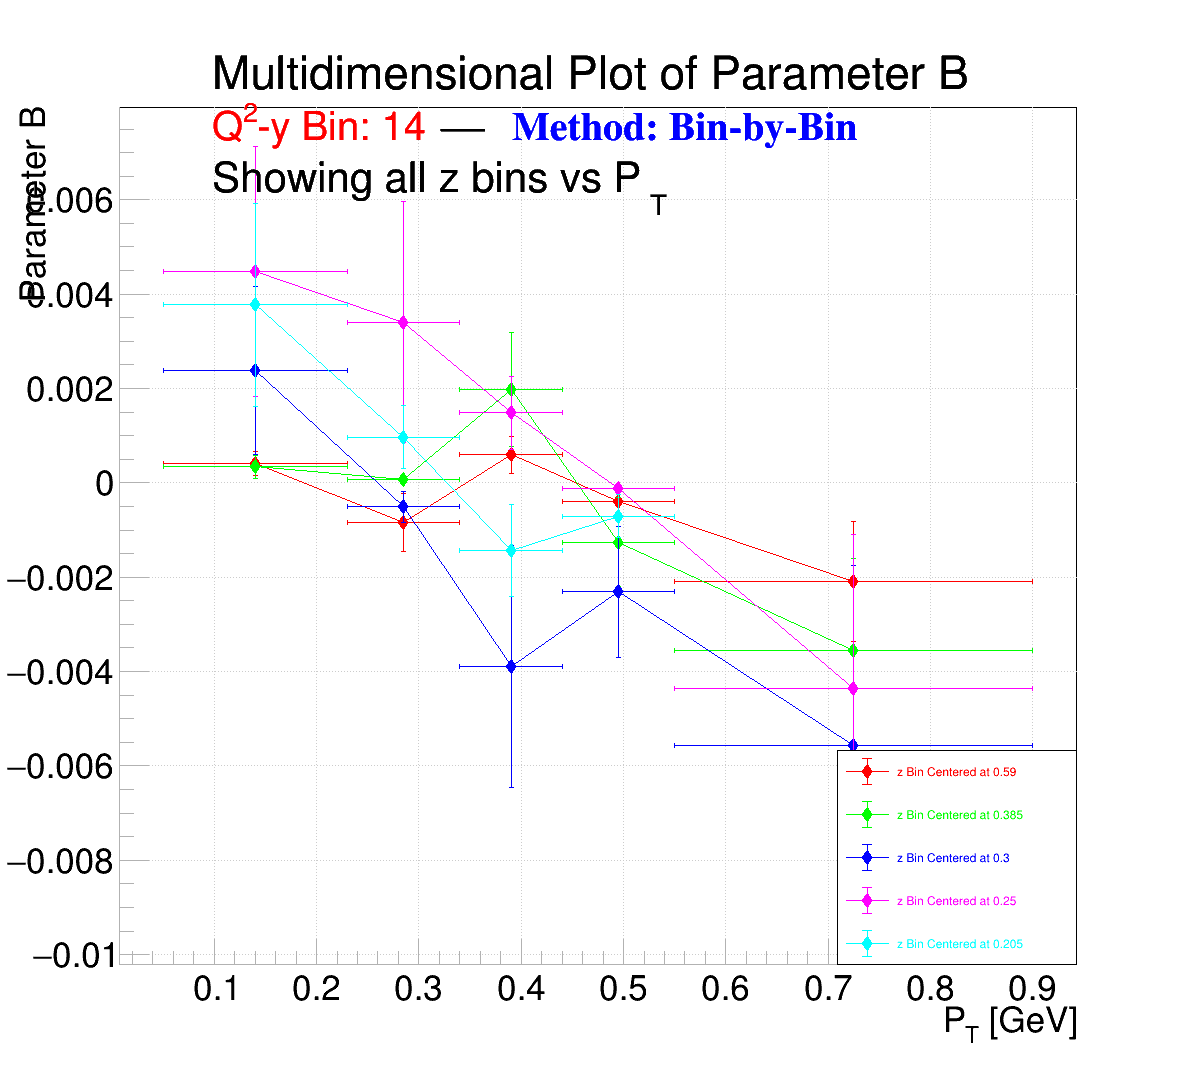 Multidimensional Plot of Parameter B
Q²-y Bin: 14 — Method: Bin-by-Bin
Showing all z bins vs P_T
Parameter B
0.006
0.004
0.002
0
−0.002
−0.004
−0.006
−0.008
−0.01
z Bin Centered at 0.59
z Bin Centered at 0.385
z Bin Centered at 0.3
z Bin Centered at 0.25
z Bin Centered at 0.205
0.1 0.2 0.3 0.4 0.5 0.6 0.7 0.8 0.9
P_T [GeV]